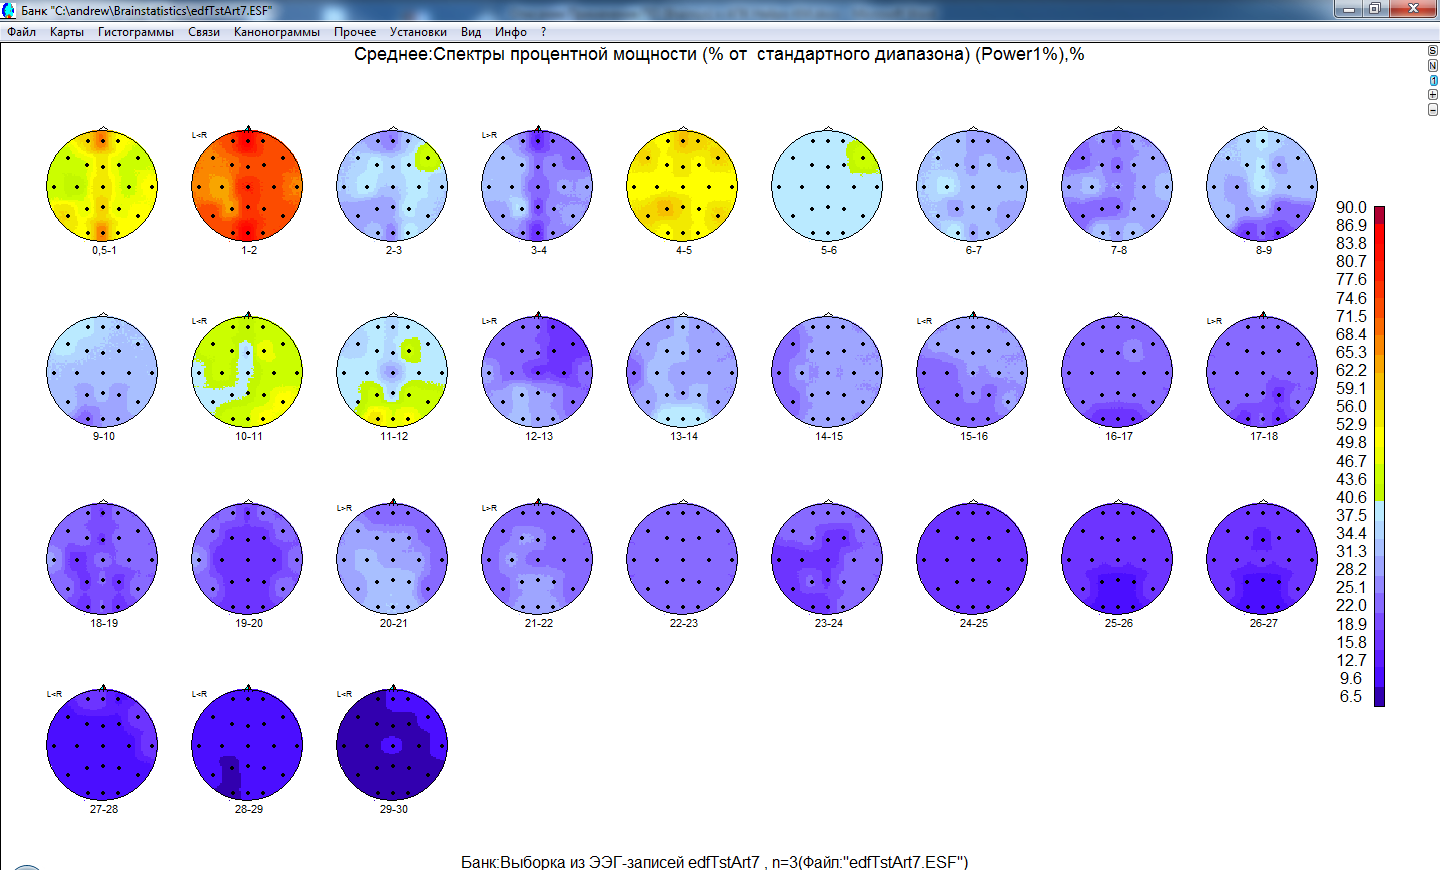 Банк "C:\andrew\Brainstatistics\edfTstArt7.ESF"
Файл Карты Гистограммы Связи Канонограммы Прочее Установки Вид Инфо ?
Среднее:Спектры процентной мощности (% от стандартного диапазона) (Power1%),%
S
N
1
+
−
L<R L>R
0,5-1 1-2 2-3 3-4 4-5 5-6 6-7 7-8 8-9
L<R L<R L>R L<R L>R
9-10 10-11 11-12 12-13 13-14 14-15 15-16 16-17 17-18
L>R L>R
18-19 19-20 20-21 21-22 22-23 23-24 24-25 25-26 26-27
L<R L<R L<R
27-28 28-29 29-30
90.0
86.9
83.8
80.7
77.6
74.6
71.5
68.4
65.3
62.2
59.1
56.0
52.9
49.8
46.7
43.6
40.6
37.5
34.4
31.3
28.2
25.1
22.0
18.9
15.8
12.7
9.6
6.5
Банк:Выборка из ЭЭГ-записей edfTstArt7 , n=3(Файл:"edfTstArt7.ESF")